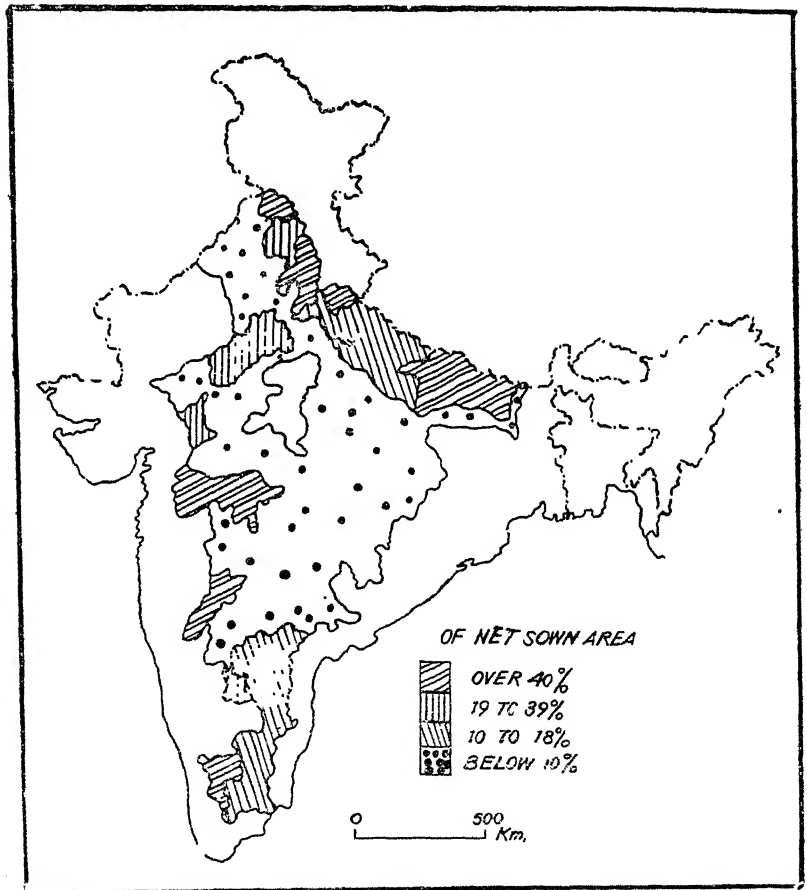 OF NET SOWN AREA
OVER 40%
19 TO 39%
10 TO 18%
BELOW 10%
0 500
Km,